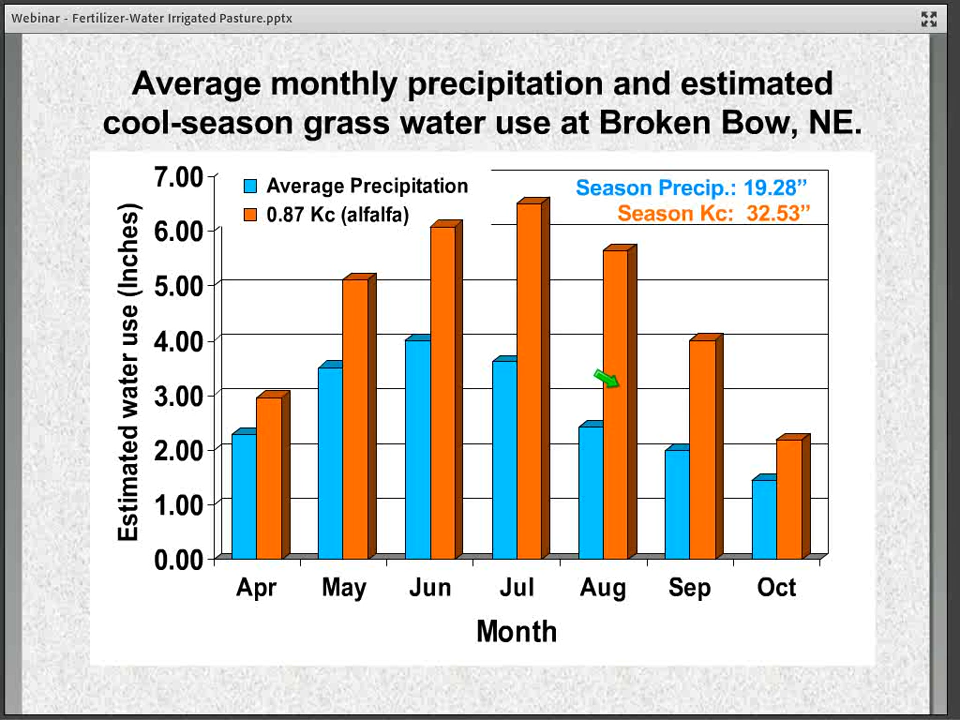 Webinar - Fertilizer-Water Irrigated Pasture.pptx
Average monthly precipitation and estimated
cool-season grass water use at Broken Bow, NE.
Average Precipitation
0.87 Kc (alfalfa)
Season Precip.: 19.28”
Season Kc: 32.53”
Estimated water use (Inches)
7.00
6.00
5.00
4.00
3.00
2.00
1.00
0.00
Apr May Jun Jul Aug Sep Oct
Month